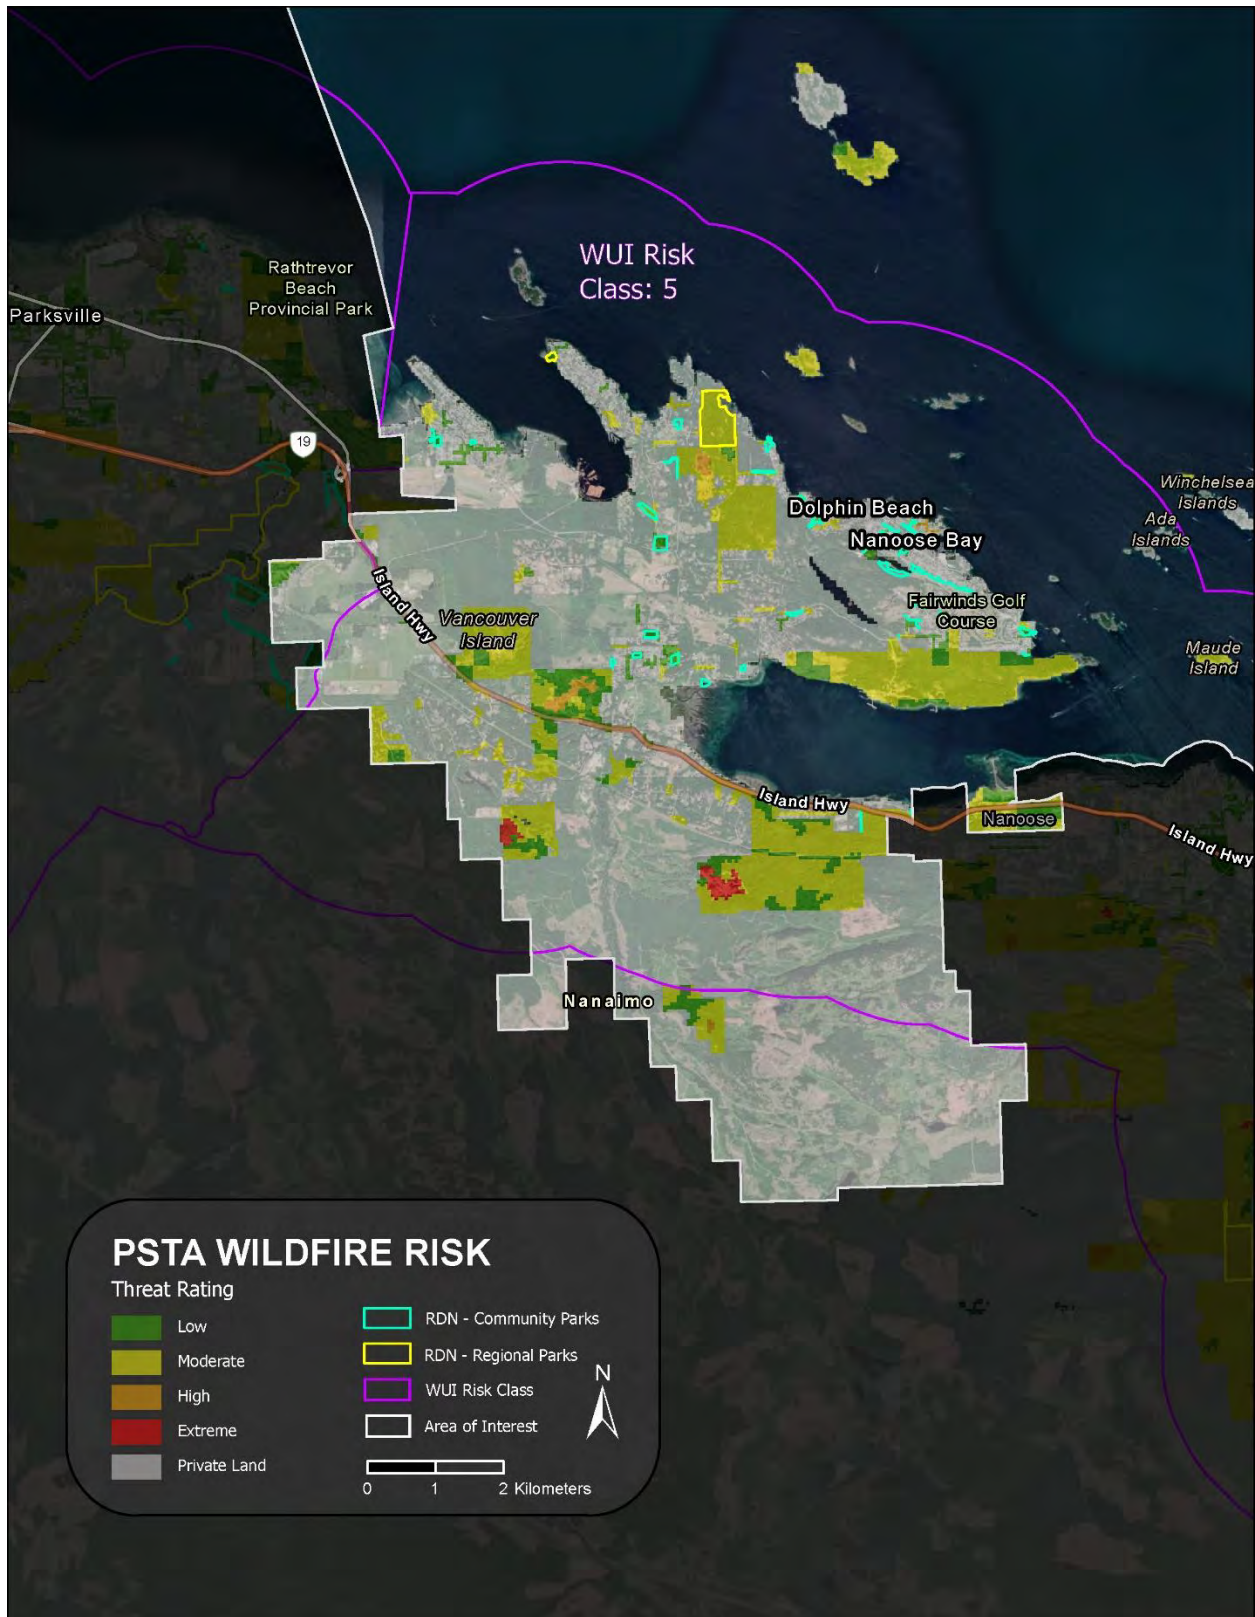 WUI Risk
Class: 5
Rathtrevor
Beach
Provincial Park
Parksville
19
Winchelsea
Islands
Ada
Islands
Dolphin Beach
Nanoose Bay
Island Hwy
Fairwinds Golf
Course
Vancouver
Island
Maude
Island
Island Hwy
Nanoose
Island Hwy
Nanaimo
PSTA WILDFIRE RISK
Threat Rating
Low
Moderate
High
Extreme
Private Land
RDN - Community Parks
RDN - Regional Parks
WUI Risk Class
Area of Interest
N
0 1 2 Kilometers